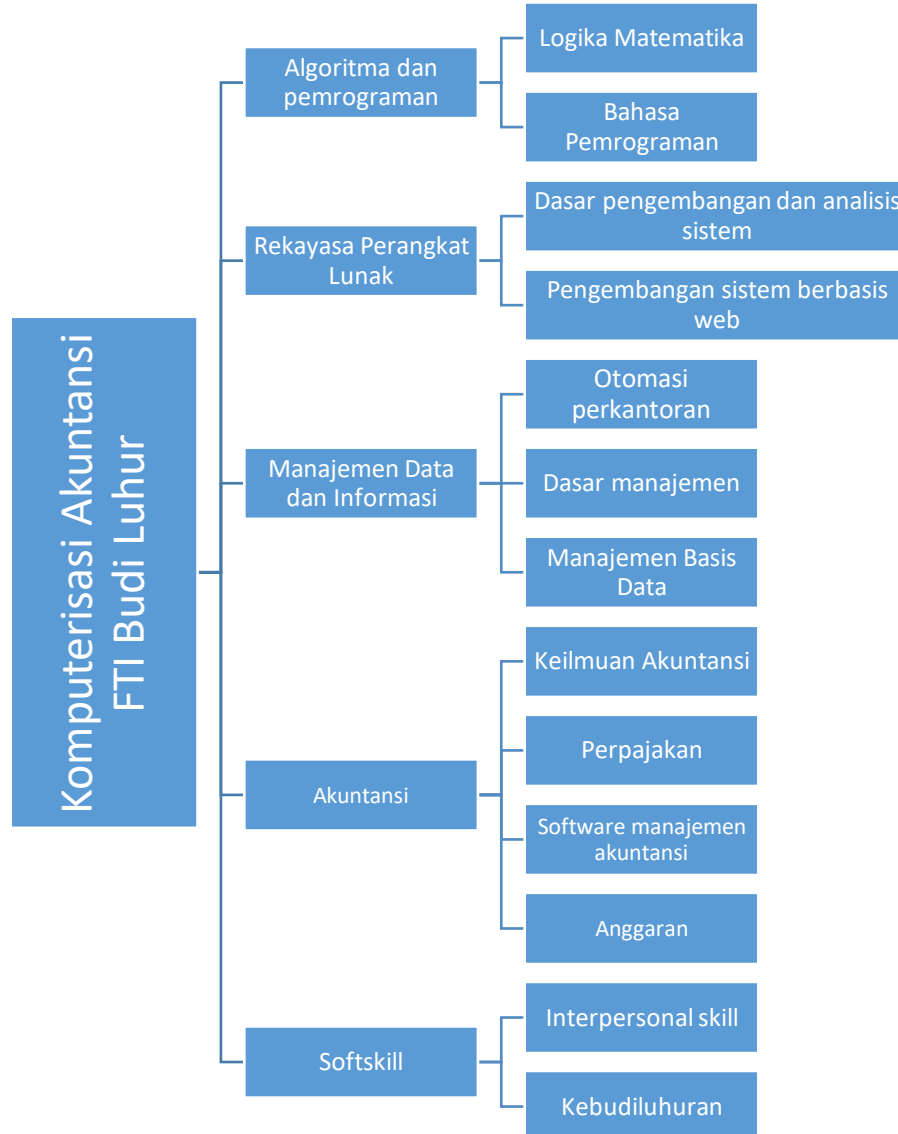 Komputerisasi Akuntansi
FTI Budi Luhur
Algoritma dan
pemrograman
Logika Matematika
Bahasa
Pemrograman
Rekayasa Perangkat
Lunak
Dasar pengembangan dan analisis
sistem
Pengembangan sistem berbasis
web
Manajemen Data
dan Informasi
Otomasi
perkantoran
Dasar manajemen
Manajemen Basis
Data
Akuntansi
Keilmuan Akuntansi
Perpajakan
Software manajemen
akuntansi
Anggaran
Softskill
Interpersonal skill
Kebudiluhuran